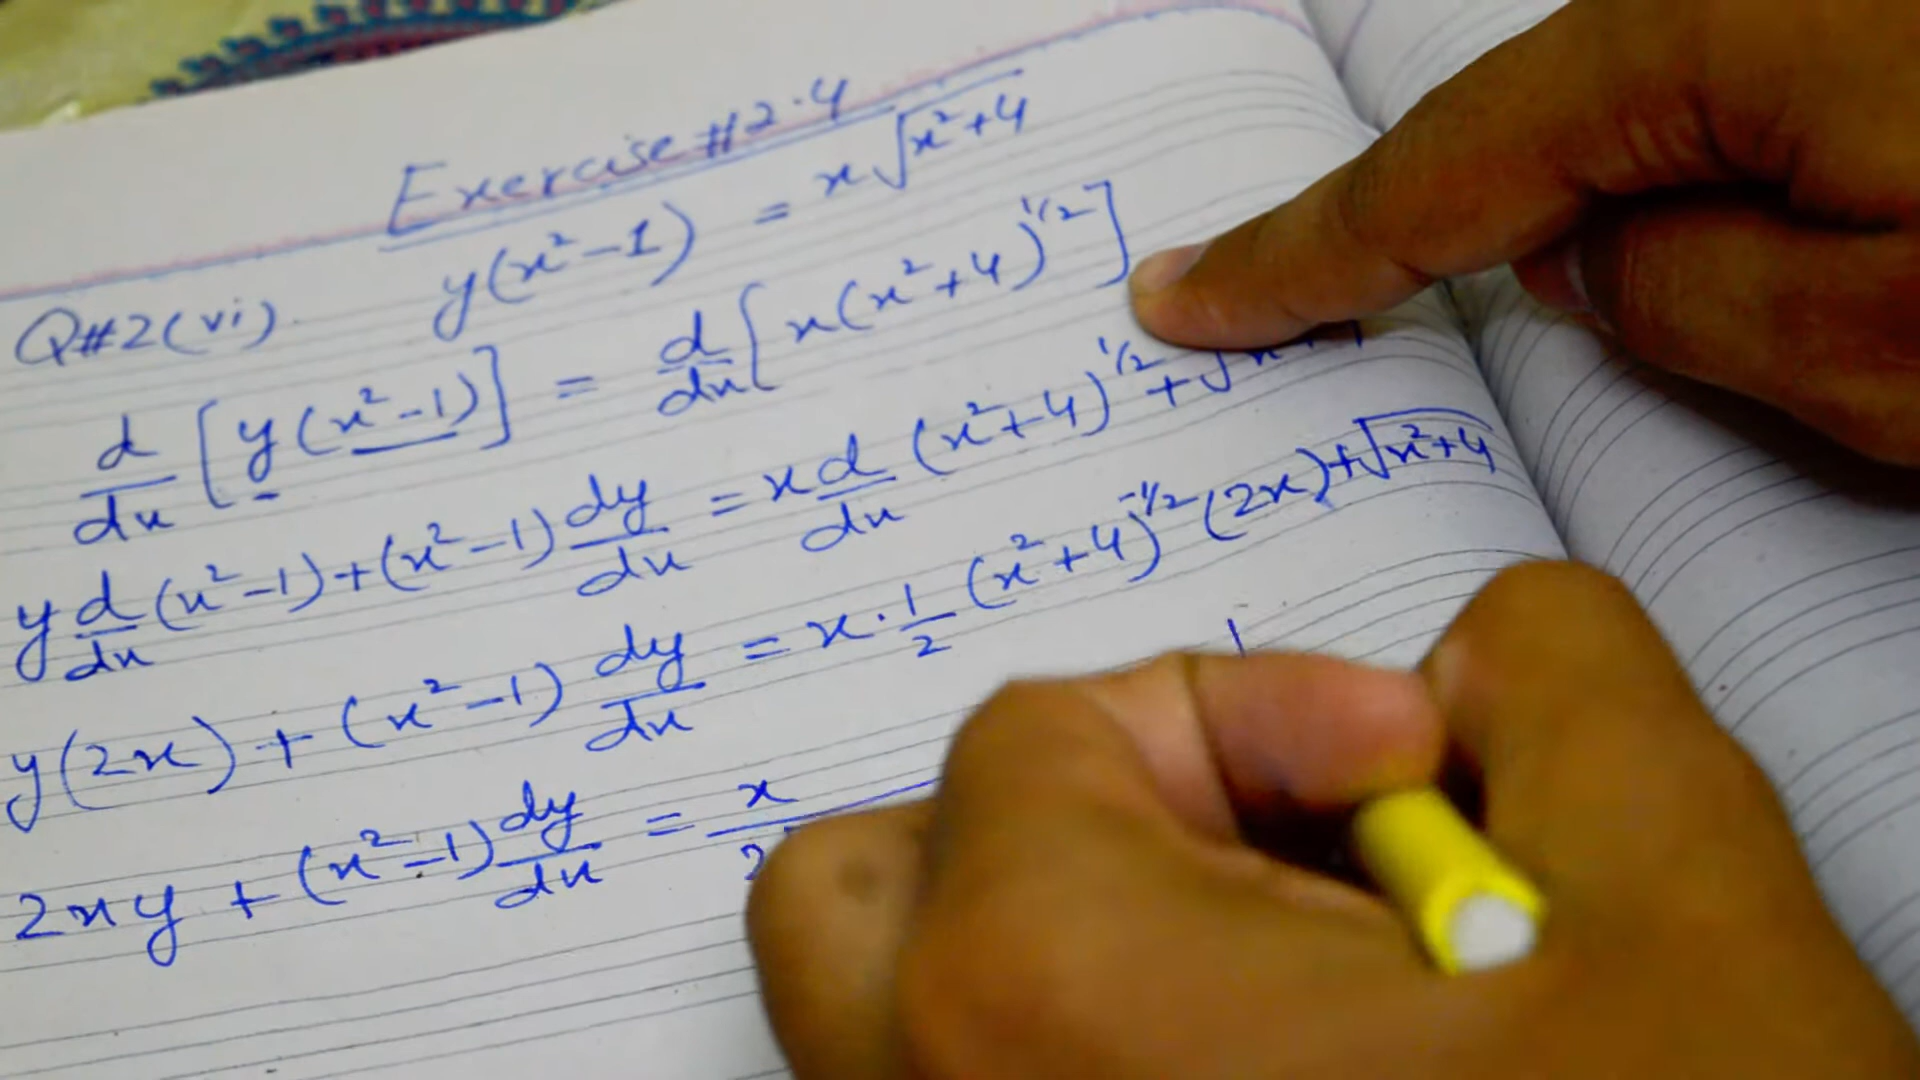 Exercise #2.4
Q#2(vi). y(x²-1) = x√x²+4
d/dx [y(x²-1)] = d/dx [x(x²+4)^1/2]
y d/dx (x²-1)+(x²-1) dy/dx = x d/dx (x²+4)^1/2 + √
y(2x) + (x²-1) dy/dx = x · 1/2 (x²+4)^-1/2 (2x)+√x²+4
2xy + (x²-1) dy/dx = x/2